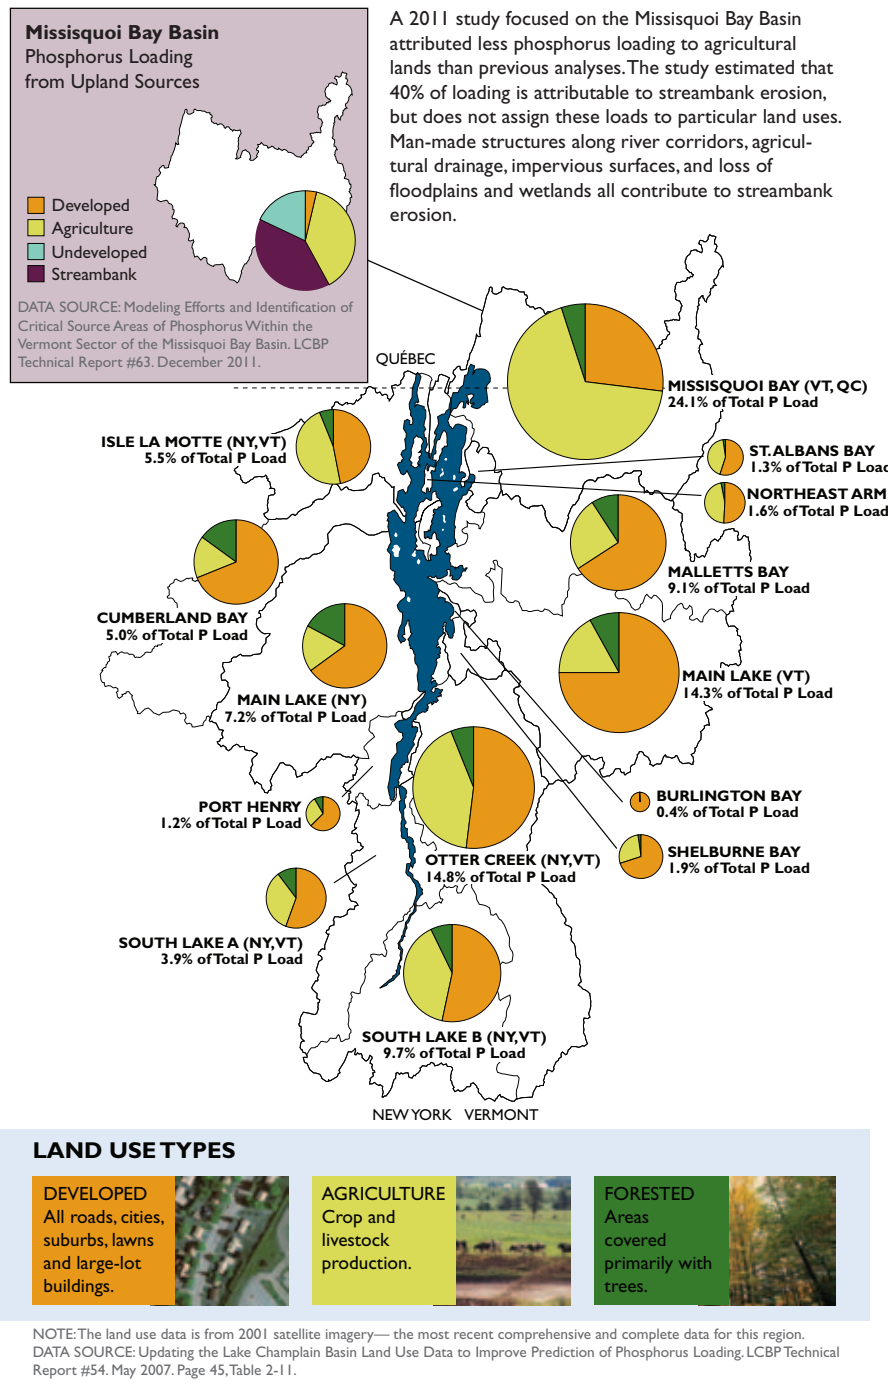 Missisquoi Bay Basin
Phosphorus Loading
from Upland Sources
Developed
Agriculture
Undeveloped
Streambank
DATA SOURCE: Modeling Efforts and Identification of
Critical Source Areas of Phosphorus Within the
Vermont Sector of the Missisquoi Bay Basin. LCBP
Technical Report #63. December 2011.
A 2011 study focused on the Missisquoi Bay Basin
attributed less phosphorus loading to agricultural
lands than previous analyses. The study estimated that
40% of loading is attributable to streambank erosion,
but does not assign these loads to particular land uses.
Man-made structures along river corridors, agricul-
tural drainage, impervious surfaces, and loss of
floodplains and wetlands all contribute to streambank
erosion.
QUÉBEC
MISSISQUOI BAY (VT, QC)
24.1% of Total P Load
ISLE LA MOTTE (NY,VT)
5.5% of Total P Load
ST. ALBANS BAY
1.3% of Total P Load
NORTHEAST ARM
1.6% of Total P Load
MALLETTS BAY
9.1% of Total P Load
CUMBERLAND BAY
5.0% of Total P Load
MAIN LAKE (VT)
14.3% of Total P Load
MAIN LAKE (NY)
7.2% of Total P Load
BURLINGTON BAY
0.4% of Total P Load
PORT HENRY
1.2% of Total P Load
SHELBURNE BAY
1.9% of Total P Load
OTTER CREEK (NY,VT)
14.8% of Total P Load
SOUTH LAKE A (NY,VT)
3.9% of Total P Load
SOUTH LAKE B (NY,VT)
9.7% of Total P Load
NEW YORK VERMONT
LAND USE TYPES
DEVELOPED
All roads, cities,
suburbs, lawns
and large-lot
buildings.
AGRICULTURE
Crop and
livestock
production.
FORESTED
Areas
covered
primarily with
trees.
NOTE: The land use data is from 2001 satellite imagery— the most recent comprehensive and complete data for this region.
DATA SOURCE: Updating the Lake Champlain Basin Land Use Data to Improve Prediction of Phosphorus Loading. LCBP Technical
Report #54. May 2007. Page 45, Table 2-11.